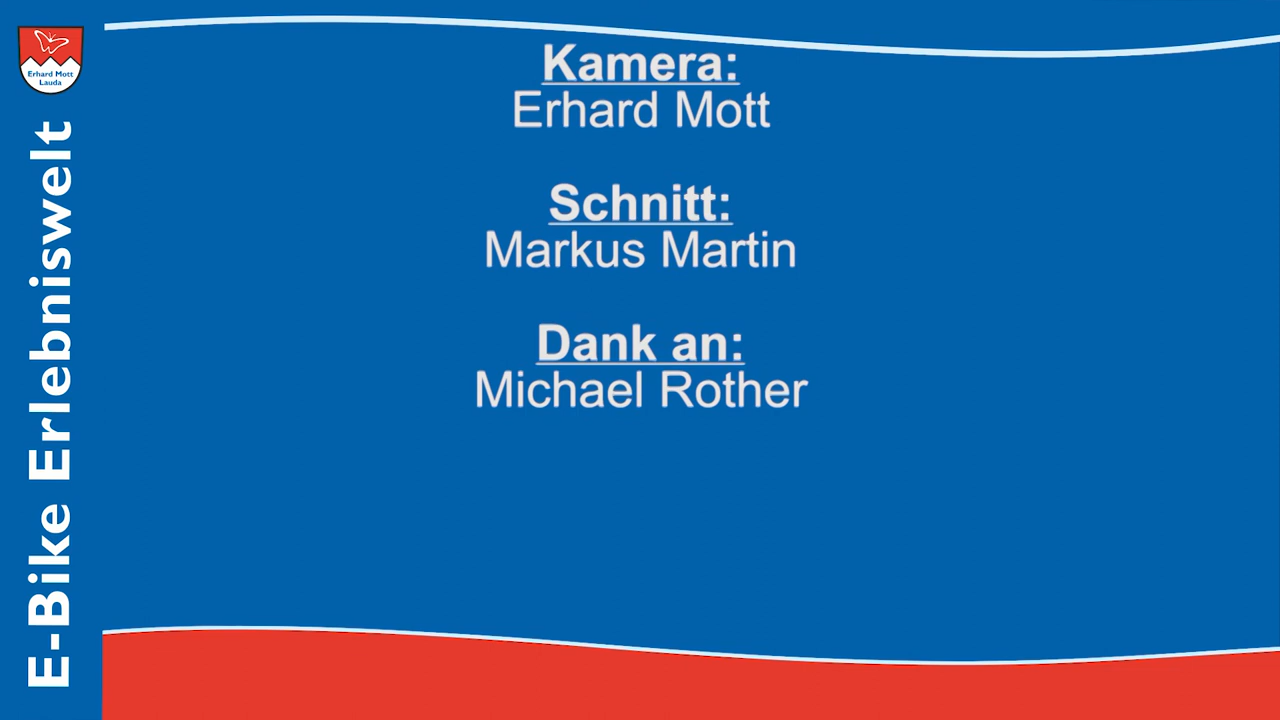 Erhard Mott
Lauda
E-Bike Erlebniswelt
Kamera:
Erhard Mott
Schnitt:
Markus Martin
Dank an:
Michael Rother